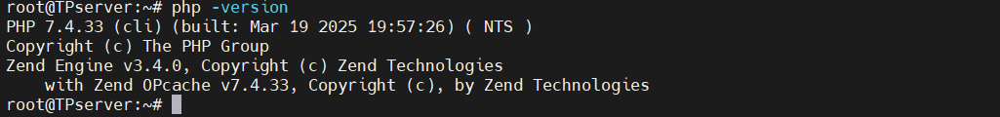 root@TPserver:~# php -version
PHP 7.4.33 (cli) (built: Mar 19 2025 19:57:26) ( NTS )
Copyright (c) The PHP Group
Zend Engine v3.4.0, Copyright (c) Zend Technologies
    with Zend OPcache v7.4.33, Copyright (c), by Zend Technologies
root@TPserver:~#